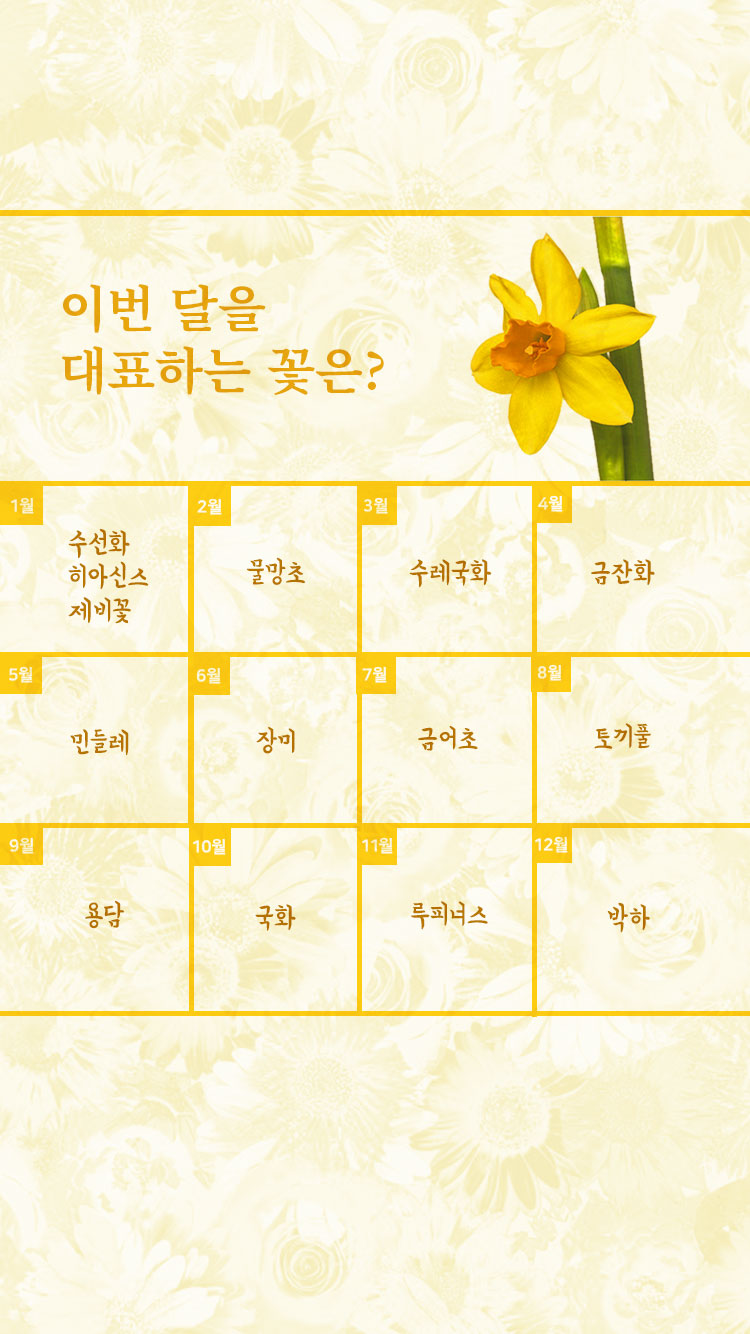 이번 달을
대표하는 꽃은?
1월
수선화
히아신스
제비꽃
2월
물망초
3월
수레국화
4월
금잔화
5월
민들레
6월
장미
7월
금어초
8월
토끼풀
9월
용담
10월
국화
11월
루피너스
12월
박하